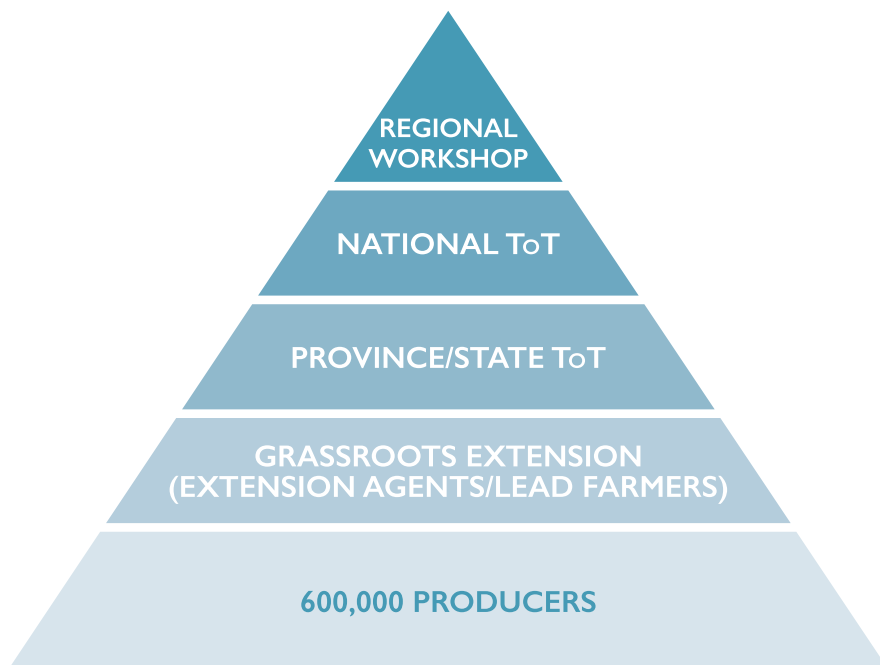 REGIONAL
WORKSHOP
NATIONAL ToT
PROVINCE/STATE ToT
GRASSROOTS EXTENSION
(EXTENSION AGENTS/LEAD FARMERS)
600,000 PRODUCERS